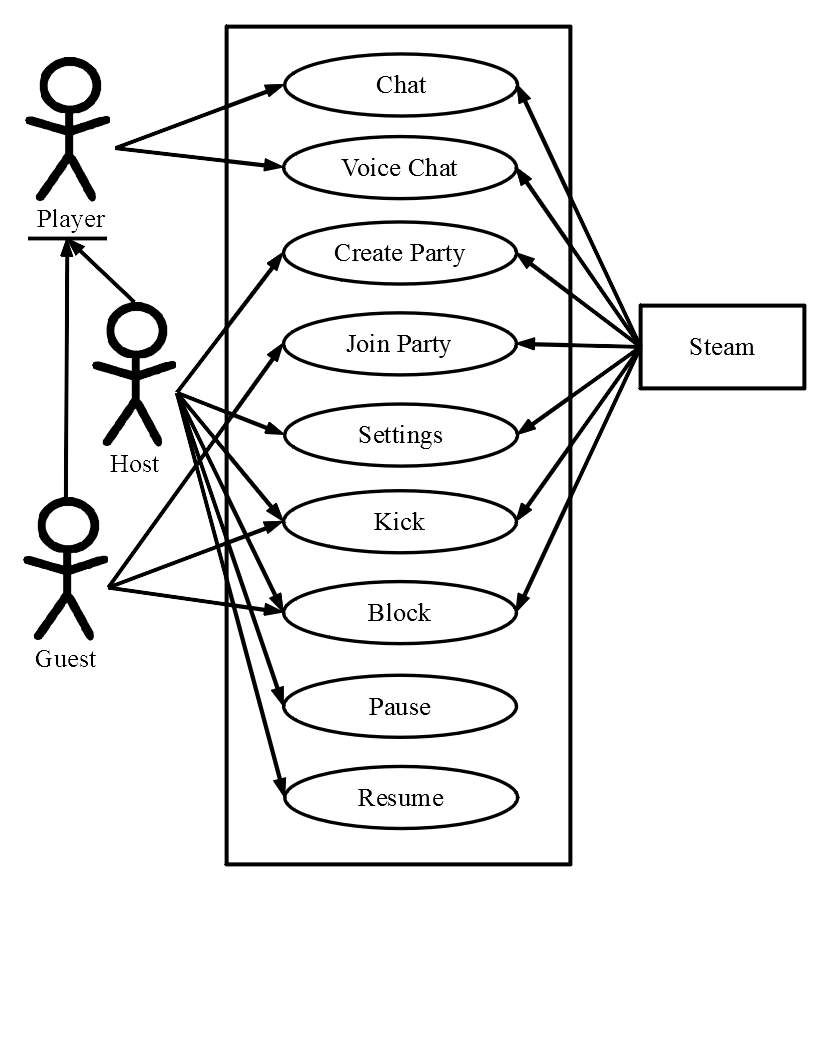 Chat
Player
Voice Chat
Create Party
Host
Join Party
Steam
Settings
Guest
Kick
Block
Pause
Resume